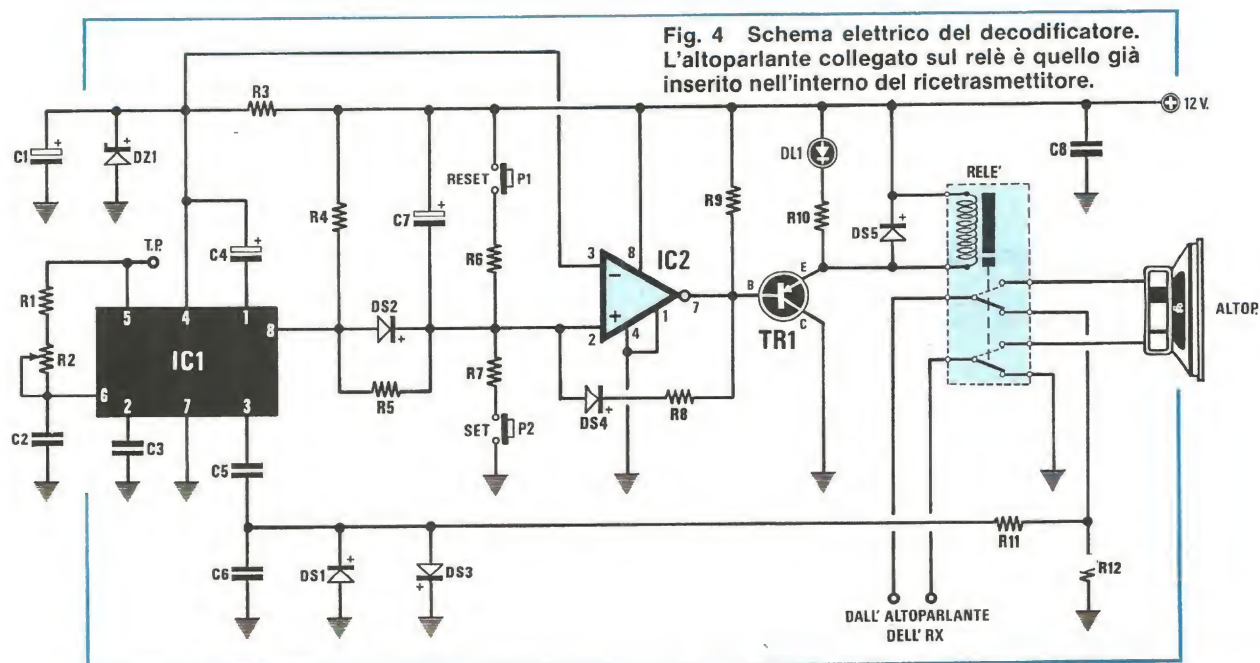 Fig. 4 Schema elettrico del decodificatore.
L'altoparlante collegato sul relè è quello già
inserito nell'interno del ricetrasmettitore.
R3
12 V.
C1
+
DZ1
+
C4
+
T.P.
R1
R2
R4
C7
+
RESET
P1
R6
R9
DL1
R10
DS5
+
RELE'
C8
5
4
1
8
IC1
6
2
7
3
DS2
+
R5
R7
SET
P2
3
8
IC2
−
+
2
4
1
7
DS4
+
R8
B
E
C
TR1
ALTOP.
C2
C3
C5
C6
DS1
+
DS3
+
R11
R12
DALL' ALTOPARLANTE
DELL' RX